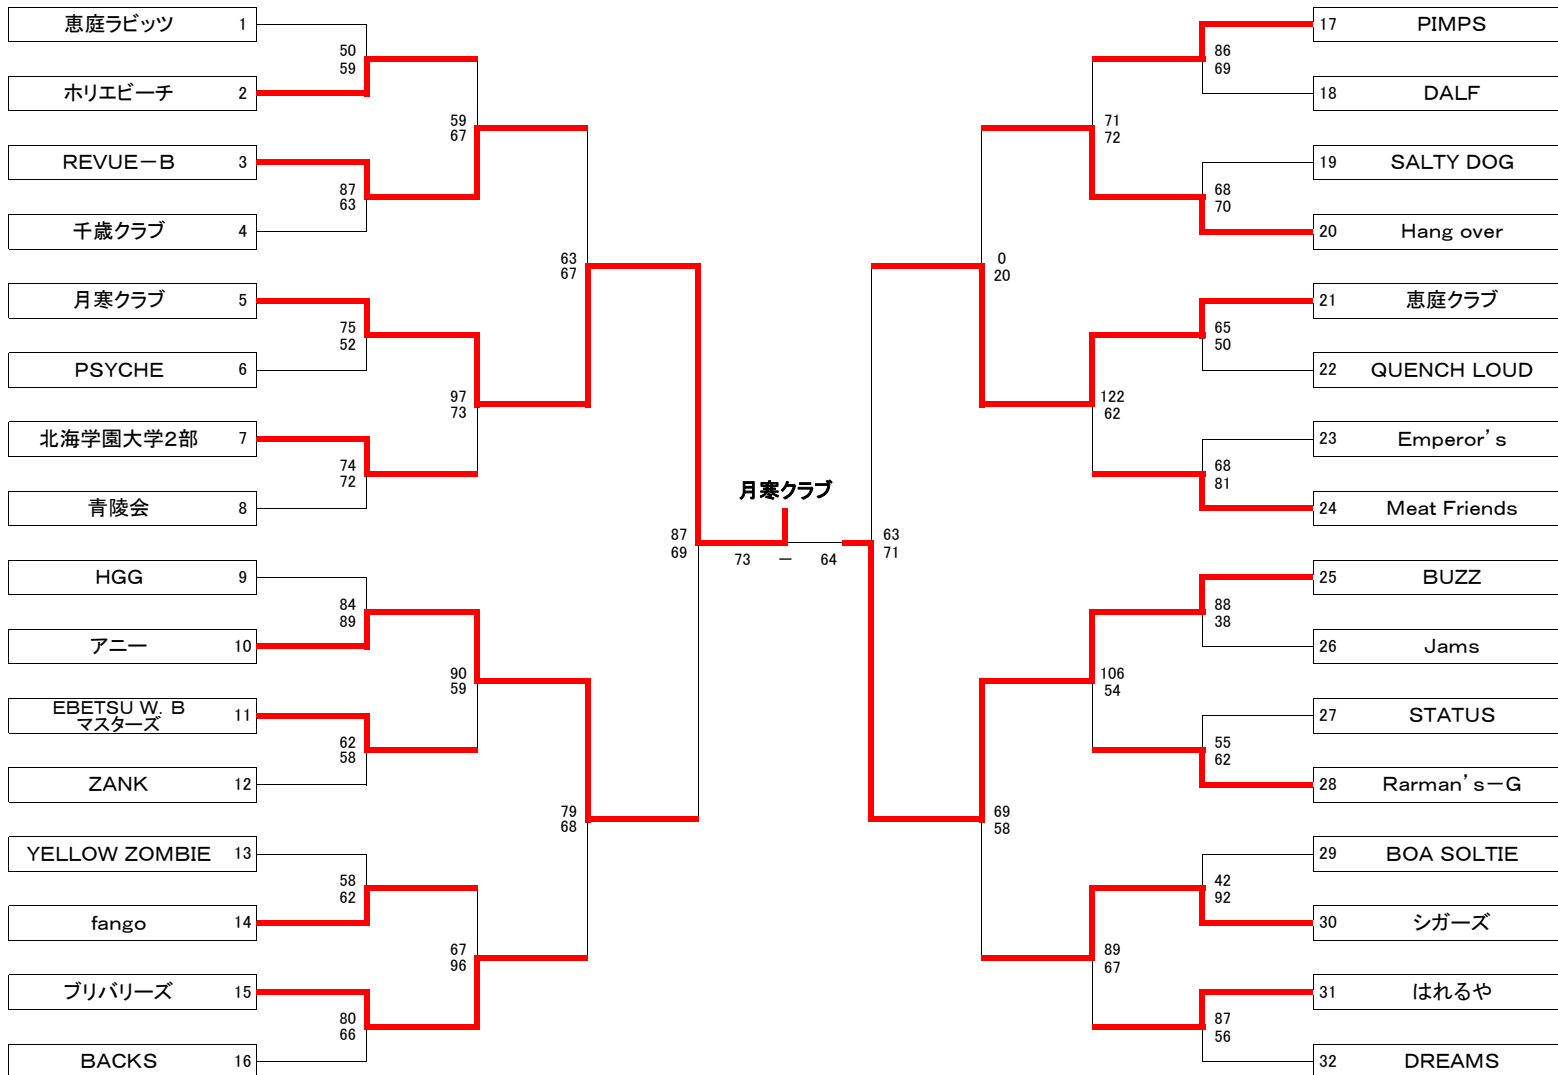 恵庭ラビッツ 1
ホリエビーチ 2
REVUE－B 3
千歳クラブ 4
月寒クラブ 5
PSYCHE 6
北海学園大学2部 7
青陵会 8
HGG 9
アニー 10
EBETSU W．B
マスターズ 11
ZANK 12
YELLOW ZOMBIE 13
fango 14
ブリバリーズ 15
BACKS 16
50
59
87
63
75
52
74
72
84
89
62
58
58
62
80
66
59
67
97
73
90
59
67
96
63
67
79
68
87
69
月寒クラブ
73 － 64
63
71
0
20
69
58
71
72
122
62
106
54
89
67
86
69
68
70
65
50
68
81
88
38
55
62
42
92
87
56
17 PIMPS
18 DALF
19 SALTY DOG
20 Hang over
21 恵庭クラブ
22 QUENCH LOUD
23 Emperor’s
24 Meat Friends
25 BUZZ
26 Jams
27 STATUS
28 Rarman’s－G
29 BOA SOLTIE
30 シガーズ
31 はれるや
32 DREAMS